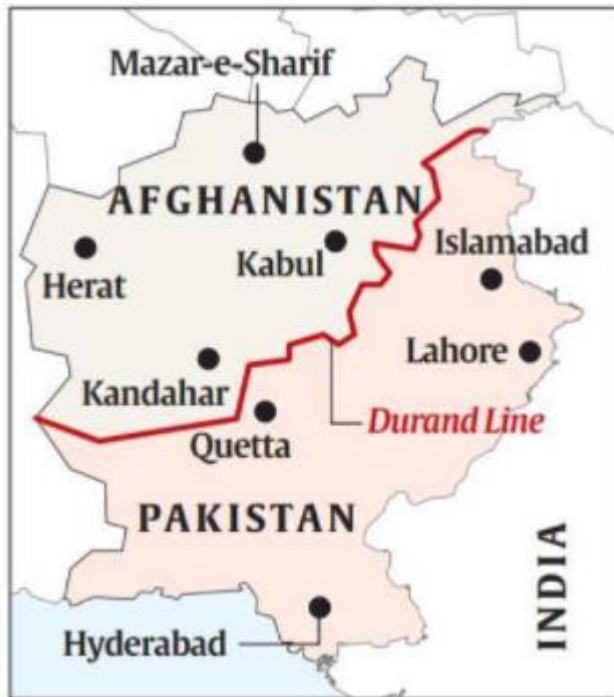 Mazar-e-Sharif
AFGHANISTAN
Islamabad
Kabul
Herat
Lahore
Kandahar
Durand Line
Quetta
PAKISTAN
INDIA
Hyderabad